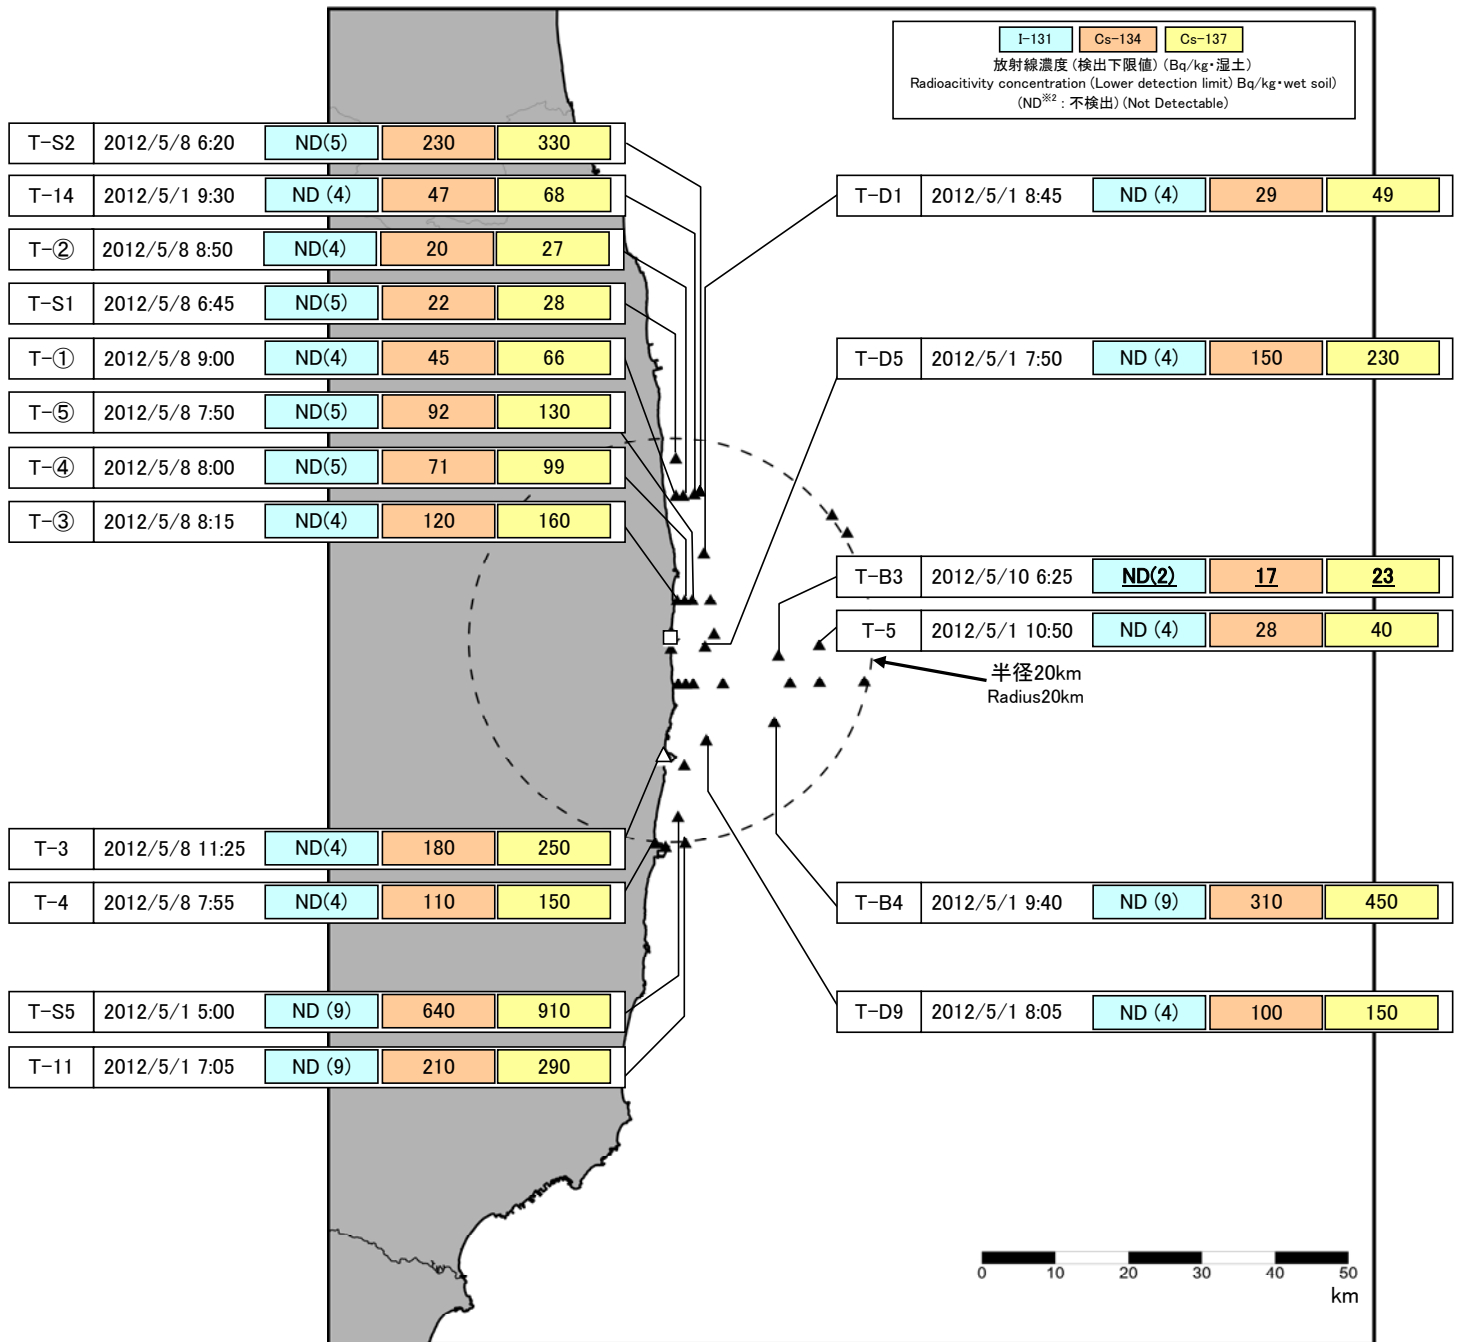 I-131 Cs-134 Cs-137
放射線濃度 (検出下限値) (Bq/kg・湿土)
Radioacitivity concentration (Lower detection limit) Bq/kg・wet soil)
(ND※2 : 不検出) (Not Detectable)
T-S2 2012/5/8 6:20 ND(5) 230 330
T-14 2012/5/1 9:30 ND (4) 47 68
T-② 2012/5/8 8:50 ND(4) 20 27
T-S1 2012/5/8 6:45 ND(5) 22 28
T-① 2012/5/8 9:00 ND(4) 45 66
T-⑤ 2012/5/8 7:50 ND(5) 92 130
T-④ 2012/5/8 8:00 ND(5) 71 99
T-③ 2012/5/8 8:15 ND(4) 120 160
T-3 2012/5/8 11:25 ND(4) 180 250
T-4 2012/5/8 7:55 ND(4) 110 150
T-S5 2012/5/1 5:00 ND (9) 640 910
T-11 2012/5/1 7:05 ND (9) 210 290
T-D1 2012/5/1 8:45 ND (4) 29 49
T-D5 2012/5/1 7:50 ND (4) 150 230
T-B3 2012/5/10 6:25 ND(2) 17 23
T-5 2012/5/1 10:50 ND (4) 28 40
半径20km
Radius20km
T-B4 2012/5/1 9:40 ND (9) 310 450
T-D9 2012/5/1 8:05 ND (4) 100 150
0 10 20 30 40 50
km